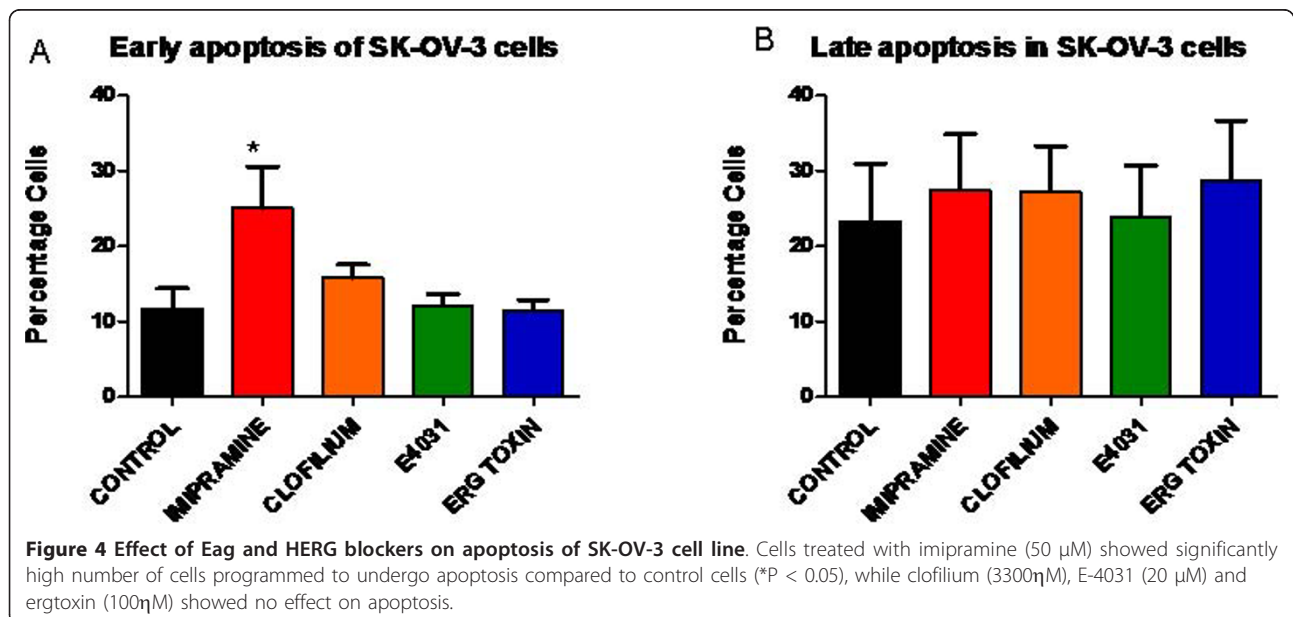 A Early apoptosis of SK-OV-3 cells
Percentage Cells
40
30
20
10
0
*
CONTROL
IMIPRAMINE
CLOFILIUM
E4031
ERG TOXIN
B Late apoptosis in SK-OV-3 cells
Percentage Cells
40
30
20
10
0
CONTROL
IMIPRAMINE
CLOFILIUM
E4031
ERG TOXIN
Figure 4 Effect of Eag and HERG blockers on apoptosis of SK-OV-3 cell line. Cells treated with imipramine (50 μM) showed significantly
high number of cells programmed to undergo apoptosis compared to control cells (*P < 0.05), while clofilium (3300ηM), E-4031 (20 μM) and
ergtoxin (100ηM) showed no effect on apoptosis.